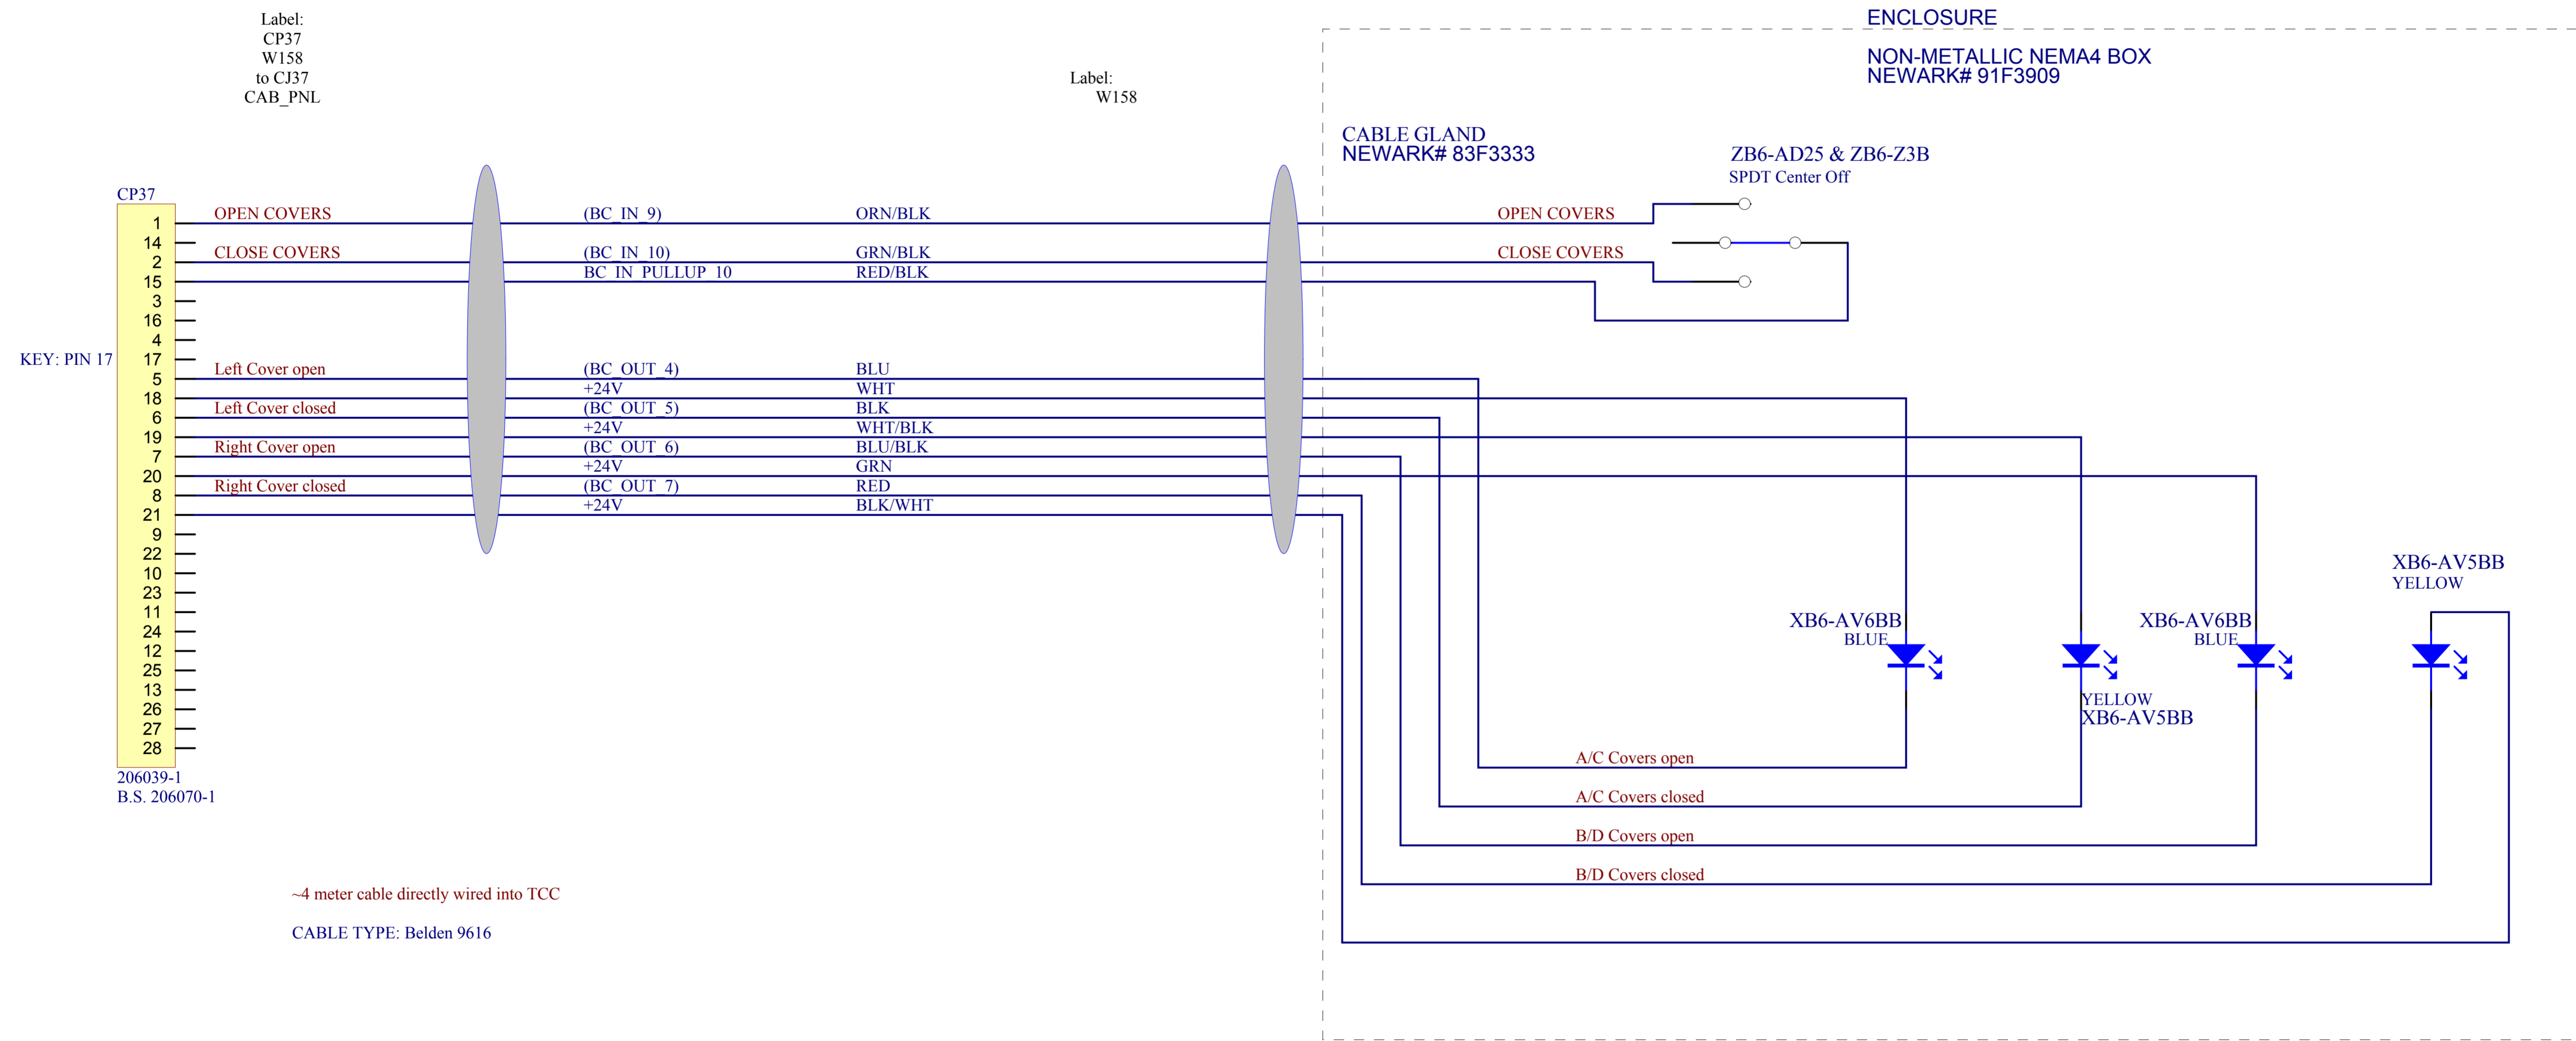 Label:
CP37
W158
to CJ37
CAB_PNL
Label:
W158
ENCLOSURE
NON-METALLIC NEMA4 BOX
NEWARK# 91F3909
CABLE GLAND
NEWARK# 83F3333
ZB6-AD25 & ZB6-Z3B
SPDT Center Off
CP37
KEY: PIN 17
1
14
2
15
3
16
4
17
5
18
6
19
7
20
8
21
9
22
10
23
11
24
12
25
13
26
27
28
206039-1
B.S. 206070-1
OPEN COVERS
CLOSE COVERS
Left Cover open
Left Cover closed
Right Cover open
Right Cover closed
(BC_IN_9)
(BC_IN_10)
BC_IN_PULLUP_10
(BC_OUT_4)
+24V
(BC_OUT_5)
+24V
(BC_OUT_6)
+24V
(BC_OUT_7)
+24V
ORN/BLK
GRN/BLK
RED/BLK
BLU
WHT
BLK
WHT/BLK
BLU/BLK
GRN
RED
BLK/WHT
OPEN COVERS
CLOSE COVERS
XB6-AV6BB
BLUE
YELLOW
XB6-AV5BB
XB6-AV6BB
BLUE
XB6-AV5BB
YELLOW
A/C Covers open
A/C Covers closed
B/D Covers open
B/D Covers closed
~4 meter cable directly wired into TCC
CABLE TYPE: Belden 9616